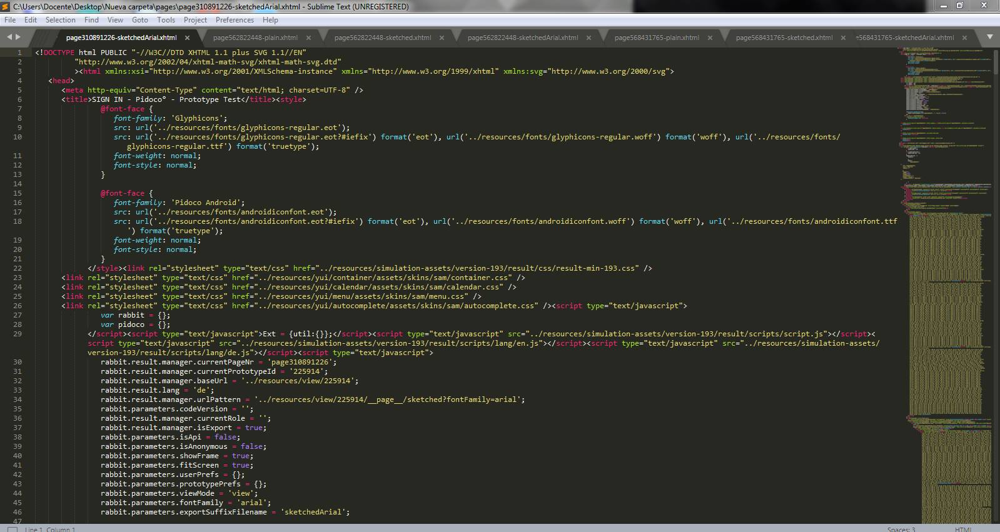 C:\Users\Docente\Desktop\Nueva carpeta\pages\page310891226-sketchedArial.xhtml - Sublime Text (UNREGISTERED)
File Edit Selection Find View Goto Tools Project Preferences Help
page310891226-sketchedArial.xhtml × page562822448-plain.xhtml × page562822448-sketched.xhtml × page562822448-sketchedArial.xhtml × page568431765-plain.xhtml × page568431765-sketched.xhtml × e568431765-sketchedArial.xhtml ×
1 <!DOCTYPE html PUBLIC "-//W3C//DTD XHTML 1.1 plus SVG 1.1//EN"
2 "http://www.w3.org/2002/04/xhtml-math-svg/xhtml-math-svg.dtd"
3 ><html xmlns:xsi="http://www.w3.org/2001/XMLSchema-instance" xmlns="http://www.w3.org/1999/xhtml" xmlns:svg="http://www.w3.org/2000/svg">
4 <head>
5 <meta http-equiv="Content-Type" content="text/html; charset=UTF-8" />
6 <title>SIGN IN - Pidoco° - Prototype Test</title><style>
7 @font-face {
8 font-family: 'Glyphicons';
9 src: url('../resources/fonts/glyphicons-regular.eot');
10 src: url('../resources/fonts/glyphicons-regular.eot?#iefix') format('eot'), url('../resources/fonts/glyphicons-regular.woff') format('woff'), url('../resources/fonts/
glyphicons-regular.ttf') format('truetype');
11 font-weight: normal;
12 font-style: normal;
13 }
14
15 @font-face {
16 font-family: 'Pidoco Android';
17 src: url('../resources/fonts/androidiconfont.eot');
18 src: url('../resources/fonts/androidiconfont.eot?#iefix') format('eot'), url('../resources/fonts/androidiconfont.woff') format('woff'), url('../resources/fonts/androidiconfont.ttf
') format('truetype');
19 font-weight: normal;
20 font-style: normal;
21 }
22 </style><link rel="stylesheet" type="text/css" href="../resources/simulation-assets/version-193/result/css/result-min-193.css" />
23 <link rel="stylesheet" type="text/css" href="../resources/yui/container/assets/skins/sam/container.css" />
24 <link rel="stylesheet" type="text/css" href="../resources/yui/calendar/assets/skins/sam/calendar.css" />
25 <link rel="stylesheet" type="text/css" href="../resources/yui/menu/assets/skins/sam/menu.css" />
26 <link rel="stylesheet" type="text/css" href="../resources/yui/autocomplete/assets/skins/sam/autocomplete.css" /><script type="text/javascript">
27 var rabbit = {};
28 var pidoco = {};
29 </script><script type="text/javascript">Ext = {util:{}};</script><script type="text/javascript" src="../resources/simulation-assets/version-193/result/scripts/script.js"></script><
script type="text/javascript" src="../resources/simulation-assets/version-193/result/scripts/lang/en.js"></script><script type="text/javascript" src="../resources/simulation-assets/
version-193/result/scripts/lang/de.js"></script><script type="text/javascript">
30 rabbit.result.manager.currentPageNr = 'page310891226';
31 rabbit.result.manager.currentPrototypeId = '225914';
32 rabbit.result.manager.baseUrl = '../resources/view/225914';
33 rabbit.result.lang = 'de';
34 rabbit.result.manager.urlPattern = '../resources/view/225914/__page__/sketched?fontFamily=arial';
35 rabbit.parameters.codeVersion = '';
36 rabbit.result.manager.currentRole = '';
37 rabbit.result.manager.isExport = true;
38 rabbit.parameters.isApi = false;
39 rabbit.parameters.isAnonymous = false;
40 rabbit.parameters.showFrame = true;
41 rabbit.parameters.fitScreen = true;
42 rabbit.parameters.userPrefs = {};
43 rabbit.parameters.prototypePrefs = {};
44 rabbit.parameters.viewMode = 'view';
45 rabbit.parameters.fontFamily = 'arial';
46 rabbit.parameters.exportSuffixFilename = 'sketchedArial';
47
Line 1, Column 1 Spaces: 3 HTML